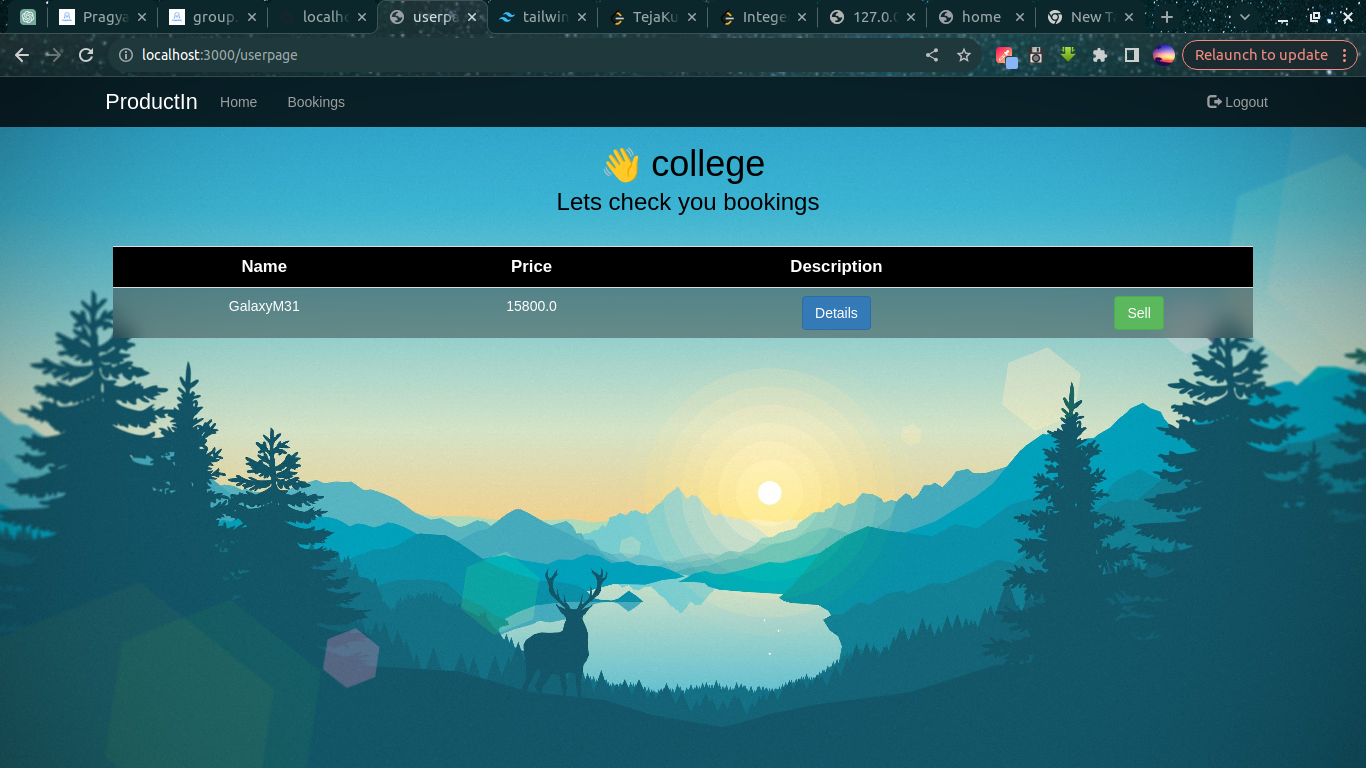 Pragya
group.
localho
userpa
tailwin
TejaKu
Intege
127.0.0
home
New T
localhost:3000/userpage
Relaunch to update
ProductIn Home Bookings Logout
👋 college
Lets check you bookings
Name Price Description
GalaxyM31 15800.0 Details Sell